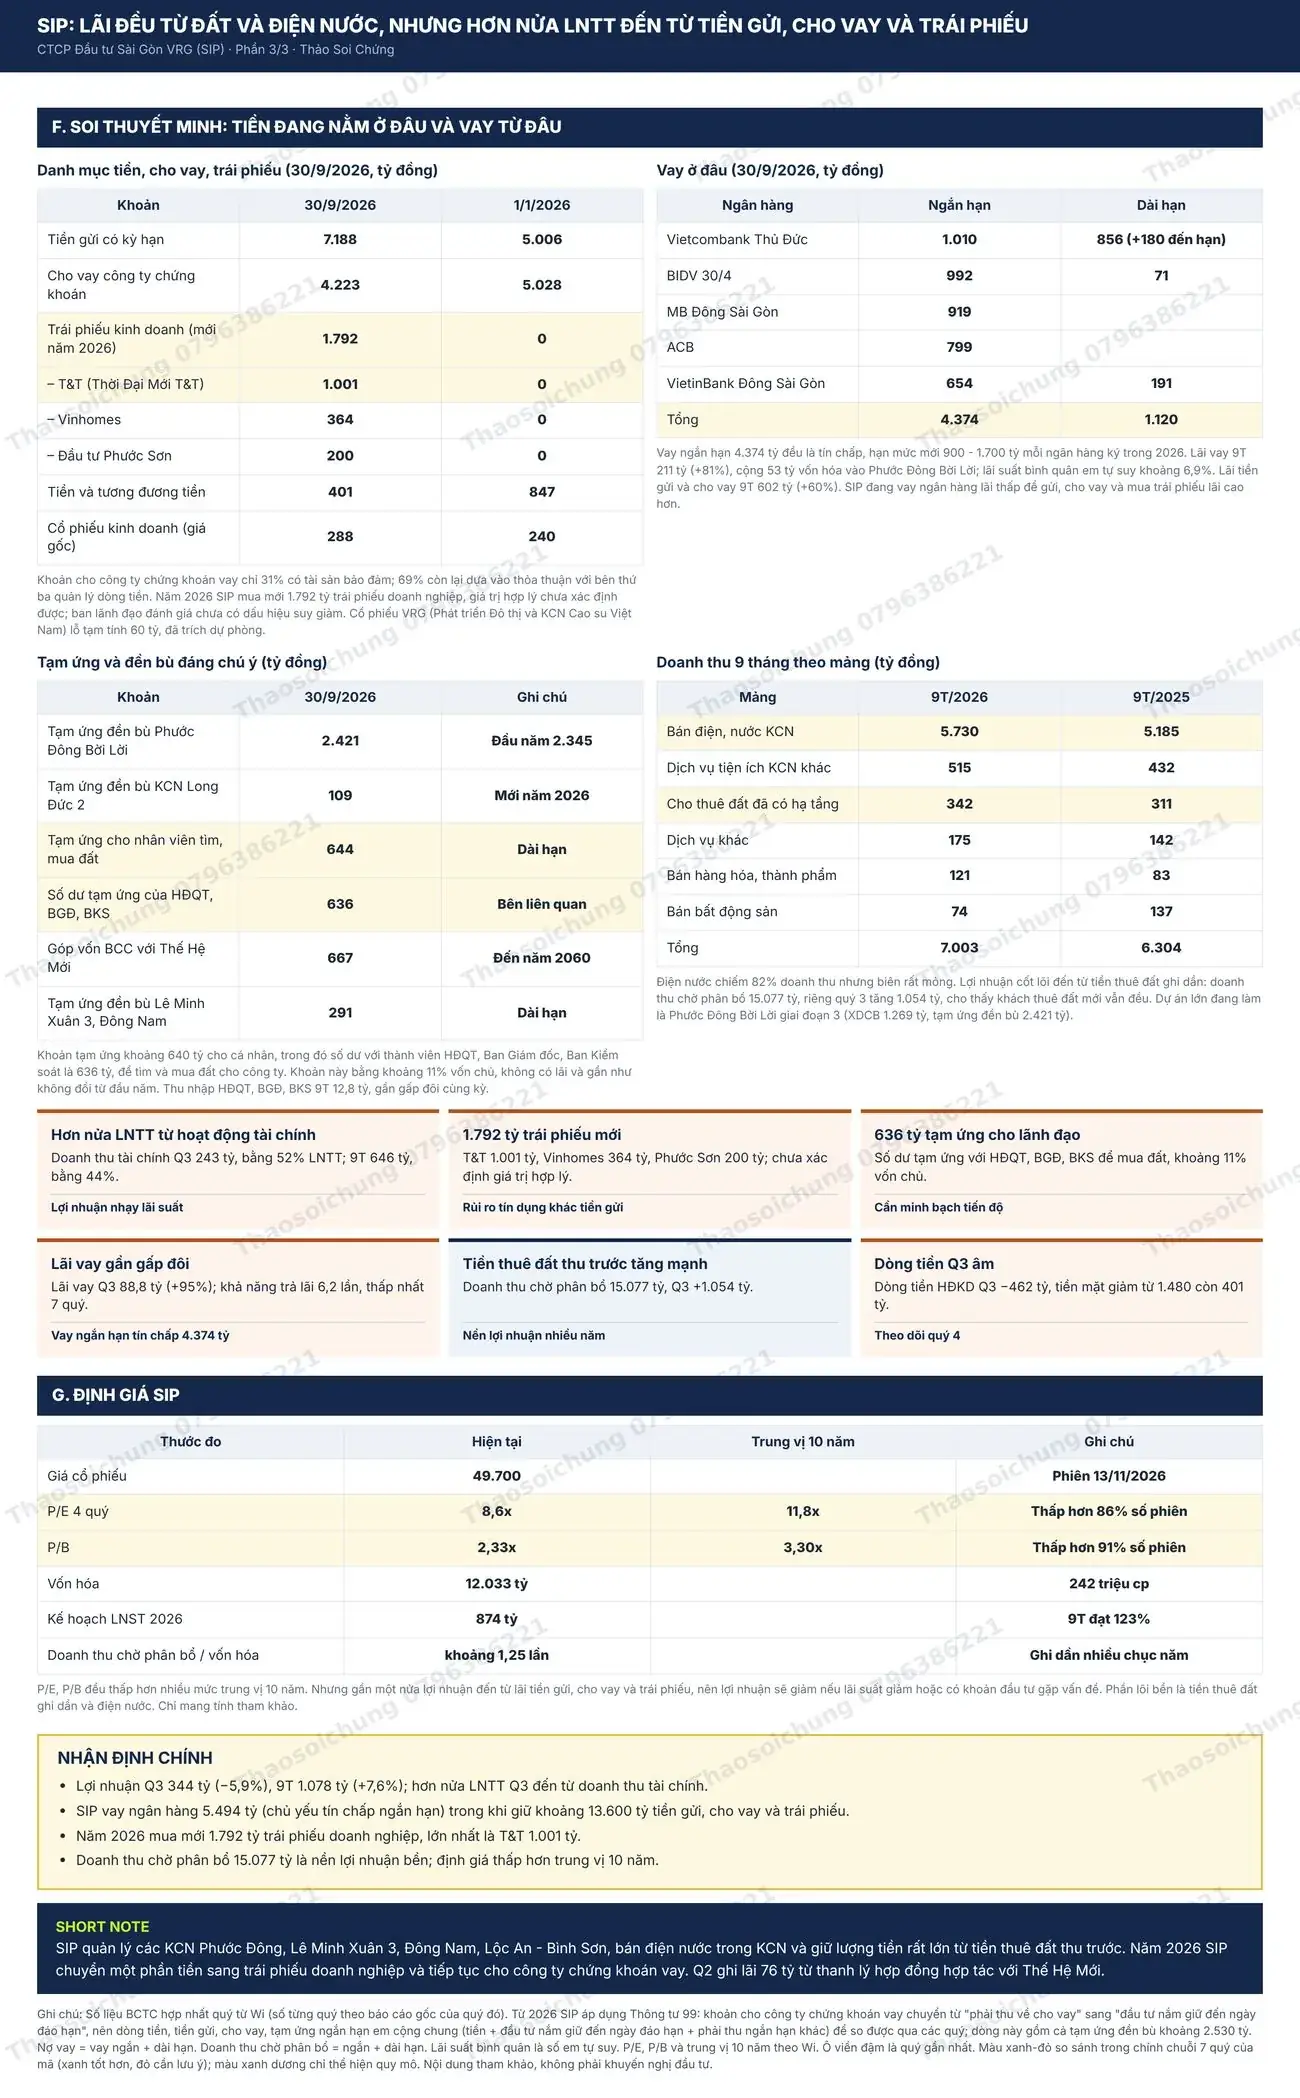 SIP: LÃI ĐỀU TỪ ĐẤT VÀ ĐIỆN NƯỚC, NHƯNG HƠN NỬA LNTT ĐẾN TỪ TIỀN GỬI, CHO VAY VÀ TRÁI PHIẾU
CTCP Đầu tư Sài Gòn VRG (SIP) · Phần 3/3 · Thảo Soi Chứng
F. SOI THUYẾT MINH: TIỀN ĐANG NẰM Ở ĐÂU VÀ VAY TỪ ĐÂU
Danh mục tiền, cho vay, trái phiếu (30/9/2026, tỷ đồng)
Khoản 30/9/2026 1/1/2026
Tiền gửi có kỳ hạn 7.188 5.006
Cho vay công ty chứng
khoán 4.223 5.028
Trái phiếu kinh doanh (mới
năm 2026) 1.792 0
– T&T (Thời Đại Mới T&T) 1.001 0
– Vinhomes 364 0
– Đầu tư Phước Sơn 200 0
Tiền và tương đương tiền 401 847
Cổ phiếu kinh doanh (giá
gốc) 288 240
Khoản cho công ty chứng khoán vay chỉ 31% có tài sản bảo đảm; 69% còn lại dựa vào thỏa thuận với bên thứ
ba quản lý dòng tiền. Năm 2026 SIP mua mới 1.792 tỷ trái phiếu doanh nghiệp, giá trị hợp lý chưa xác định
được; ban lãnh đạo đánh giá chưa có dấu hiệu suy giảm. Cổ phiếu VRG (Phát triển Đô thị và KCN Cao su Việt
Nam) lỗ tạm tính 60 tỷ, đã trích dự phòng.
Vay ở đâu (30/9/2026, tỷ đồng)
Ngân hàng Ngắn hạn Dài hạn
Vietcombank Thủ Đức 1.010 856 (+180 đến hạn)
BIDV 30/4 992 71
MB Đông Sài Gòn 919
ACB 799
VietinBank Đông Sài Gòn 654 191
Tổng 4.374 1.120
Vay ngắn hạn 4.374 tỷ đều là tín chấp, hạn mức mới 900 - 1.700 tỷ mỗi ngân hàng ký trong 2026. Lãi vay 9T
211 tỷ (+81%), cộng 53 tỷ vốn hóa vào Phước Đông Bời Lời; lãi suất bình quân em tự suy khoảng 6,9%. Lãi tiền
gửi và cho vay 9T 602 tỷ (+60%). SIP đang vay ngân hàng lãi thấp để gửi, cho vay và mua trái phiếu lãi cao
hơn.
Tạm ứng và đền bù đáng chú ý (tỷ đồng)
Khoản 30/9/2026 Ghi chú
Tạm ứng đền bù Phước
Đông Bời Lời 2.421 Đầu năm 2.345
Tạm ứng đền bù KCN Long
Đức 2 109 Mới năm 2026
Tạm ứng cho nhân viên tìm,
mua đất 644 Dài hạn
Số dư tạm ứng của HĐQT,
BGĐ, BKS 636 Bên liên quan
Góp vốn BCC với Thế Hệ
Mới 667 Đến năm 2060
Tạm ứng đền bù Lê Minh
Xuân 3, Đông Nam 291 Dài hạn
Khoản tạm ứng khoảng 640 tỷ cho cá nhân, trong đó số dư với thành viên HĐQT, Ban Giám đốc, Ban Kiểm
soát là 636 tỷ, để tìm và mua đất cho công ty. Khoản này bằng khoảng 11% vốn chủ, không có lãi và gần như
không đổi từ đầu năm. Thu nhập HĐQT, BGĐ, BKS 9T 12,8 tỷ, gần gấp đôi cùng kỳ.
Doanh thu 9 tháng theo mảng (tỷ đồng)
Mảng 9T/2026 9T/2025
Bán điện, nước KCN 5.730 5.185
Dịch vụ tiện ích KCN khác 515 432
Cho thuê đất đã có hạ tầng 342 311
Dịch vụ khác 175 142
Bán hàng hóa, thành phẩm 121 83
Bán bất động sản 74 137
Tổng 7.003 6.304
Điện nước chiếm 82% doanh thu nhưng biên rất mỏng. Lợi nhuận cốt lõi đến từ tiền thuê đất ghi dần: doanh
thu chờ phân bổ 15.077 tỷ, riêng quý 3 tăng 1.054 tỷ, cho thấy khách thuê đất mới vẫn đều. Dự án lớn đang làm
là Phước Đông Bời Lời giai đoạn 3 (XDCB 1.269 tỷ, tạm ứng đền bù 2.421 tỷ).
Hơn nửa LNTT từ hoạt động tài chính
Doanh thu tài chính Q3 243 tỷ, bằng 52% LNTT; 9T 646 tỷ,
bằng 44%.
Lợi nhuận nhạy lãi suất
1.792 tỷ trái phiếu mới
T&T 1.001 tỷ, Vinhomes 364 tỷ, Phước Sơn 200 tỷ; chưa xác
định giá trị hợp lý.
Rủi ro tín dụng khác tiền gửi
636 tỷ tạm ứng cho lãnh đạo
Số dư tạm ứng với HĐQT, BGĐ, BKS để mua đất, khoảng 11%
vốn chủ.
Cần minh bạch tiến độ
Lãi vay gần gấp đôi
Lãi vay Q3 88,8 tỷ (+95%); khả năng trả lãi 6,2 lần, thấp nhất
7 quý.
Vay ngắn hạn tín chấp 4.374 tỷ
Tiền thuê đất thu trước tăng mạnh
Doanh thu chờ phân bổ 15.077 tỷ, Q3 +1.054 tỷ.
Nền lợi nhuận nhiều năm
Dòng tiền Q3 âm
Dòng tiền HĐKD Q3 −462 tỷ, tiền mặt giảm từ 1.480 còn 401
tỷ.
Theo dõi quý 4
G. ĐỊNH GIÁ SIP
Thước đo Hiện tại Trung vị 10 năm Ghi chú
Giá cổ phiếu 49.700 Phiên 13/11/2026
P/E 4 quý 8,6x 11,8x Thấp hơn 86% số phiên
P/B 2,33x 3,30x Thấp hơn 91% số phiên
Vốn hóa 12.033 tỷ 242 triệu cp
Kế hoạch LNST 2026 874 tỷ 9T đạt 123%
Doanh thu chờ phân bổ / vốn hóa khoảng 1,25 lần Ghi dần nhiều chục năm
P/E, P/B đều thấp hơn nhiều mức trung vị 10 năm. Nhưng gần một nửa lợi nhuận đến từ lãi tiền gửi, cho vay và trái phiếu, nên lợi nhuận sẽ giảm nếu lãi suất giảm hoặc có khoản đầu tư gặp vấn đề. Phần lõi bền là tiền thuê đất
ghi dần và điện nước. Chỉ mang tính tham khảo.
NHẬN ĐỊNH CHÍNH
• Lợi nhuận Q3 344 tỷ (−5,9%), 9T 1.078 tỷ (+7,6%); hơn nửa LNTT Q3 đến từ doanh thu tài chính.
• SIP vay ngân hàng 5.494 tỷ (chủ yếu tín chấp ngắn hạn) trong khi giữ khoảng 13.600 tỷ tiền gửi, cho vay và trái phiếu.
• Năm 2026 mua mới 1.792 tỷ trái phiếu doanh nghiệp, lớn nhất là T&T 1.001 tỷ.
• Doanh thu chờ phân bổ 15.077 tỷ là nền lợi nhuận bền; định giá thấp hơn trung vị 10 năm.
SHORT NOTE
SIP quản lý các KCN Phước Đông, Lê Minh Xuân 3, Đông Nam, Lộc An - Bình Sơn, bán điện nước trong KCN và giữ lượng tiền rất lớn từ tiền thuê đất thu trước. Năm 2026 SIP
chuyển một phần tiền sang trái phiếu doanh nghiệp và tiếp tục cho công ty chứng khoán vay. Q2 ghi lãi 76 tỷ từ thanh lý hợp đồng hợp tác với Thế Hệ Mới.
Ghi chú: Số liệu BCTC hợp nhất quý từ Wi (số từng quý theo báo cáo gốc của quý đó). Từ 2026 SIP áp dụng Thông tư 99: khoản cho công ty chứng khoán vay chuyển từ "phải thu về cho vay" sang "đầu tư nắm giữ đến ngày
đáo hạn", nên dòng tiền, tiền gửi, cho vay, tạm ứng ngắn hạn em cộng chung (tiền + đầu tư nắm giữ đến ngày đáo hạn + phải thu ngắn hạn khác) để so được qua các quý; dòng này gồm cả tạm ứng đền bù khoảng 2.530 tỷ.
Nợ vay = vay ngắn + dài hạn. Doanh thu chờ phân bổ = ngắn + dài hạn. Lãi suất bình quân là số em tự suy. P/E, P/B và trung vị 10 năm theo Wi. Ô viền đậm là quý gần nhất. Màu xanh-đỏ so sánh trong chính chuỗi 7 quý của
mã (xanh tốt hơn, đỏ cần lưu ý); màu xanh dương chỉ thể hiện quy mô. Nội dung tham khảo, không phải khuyến nghị đầu tư.
Thaosoichung 0796386221